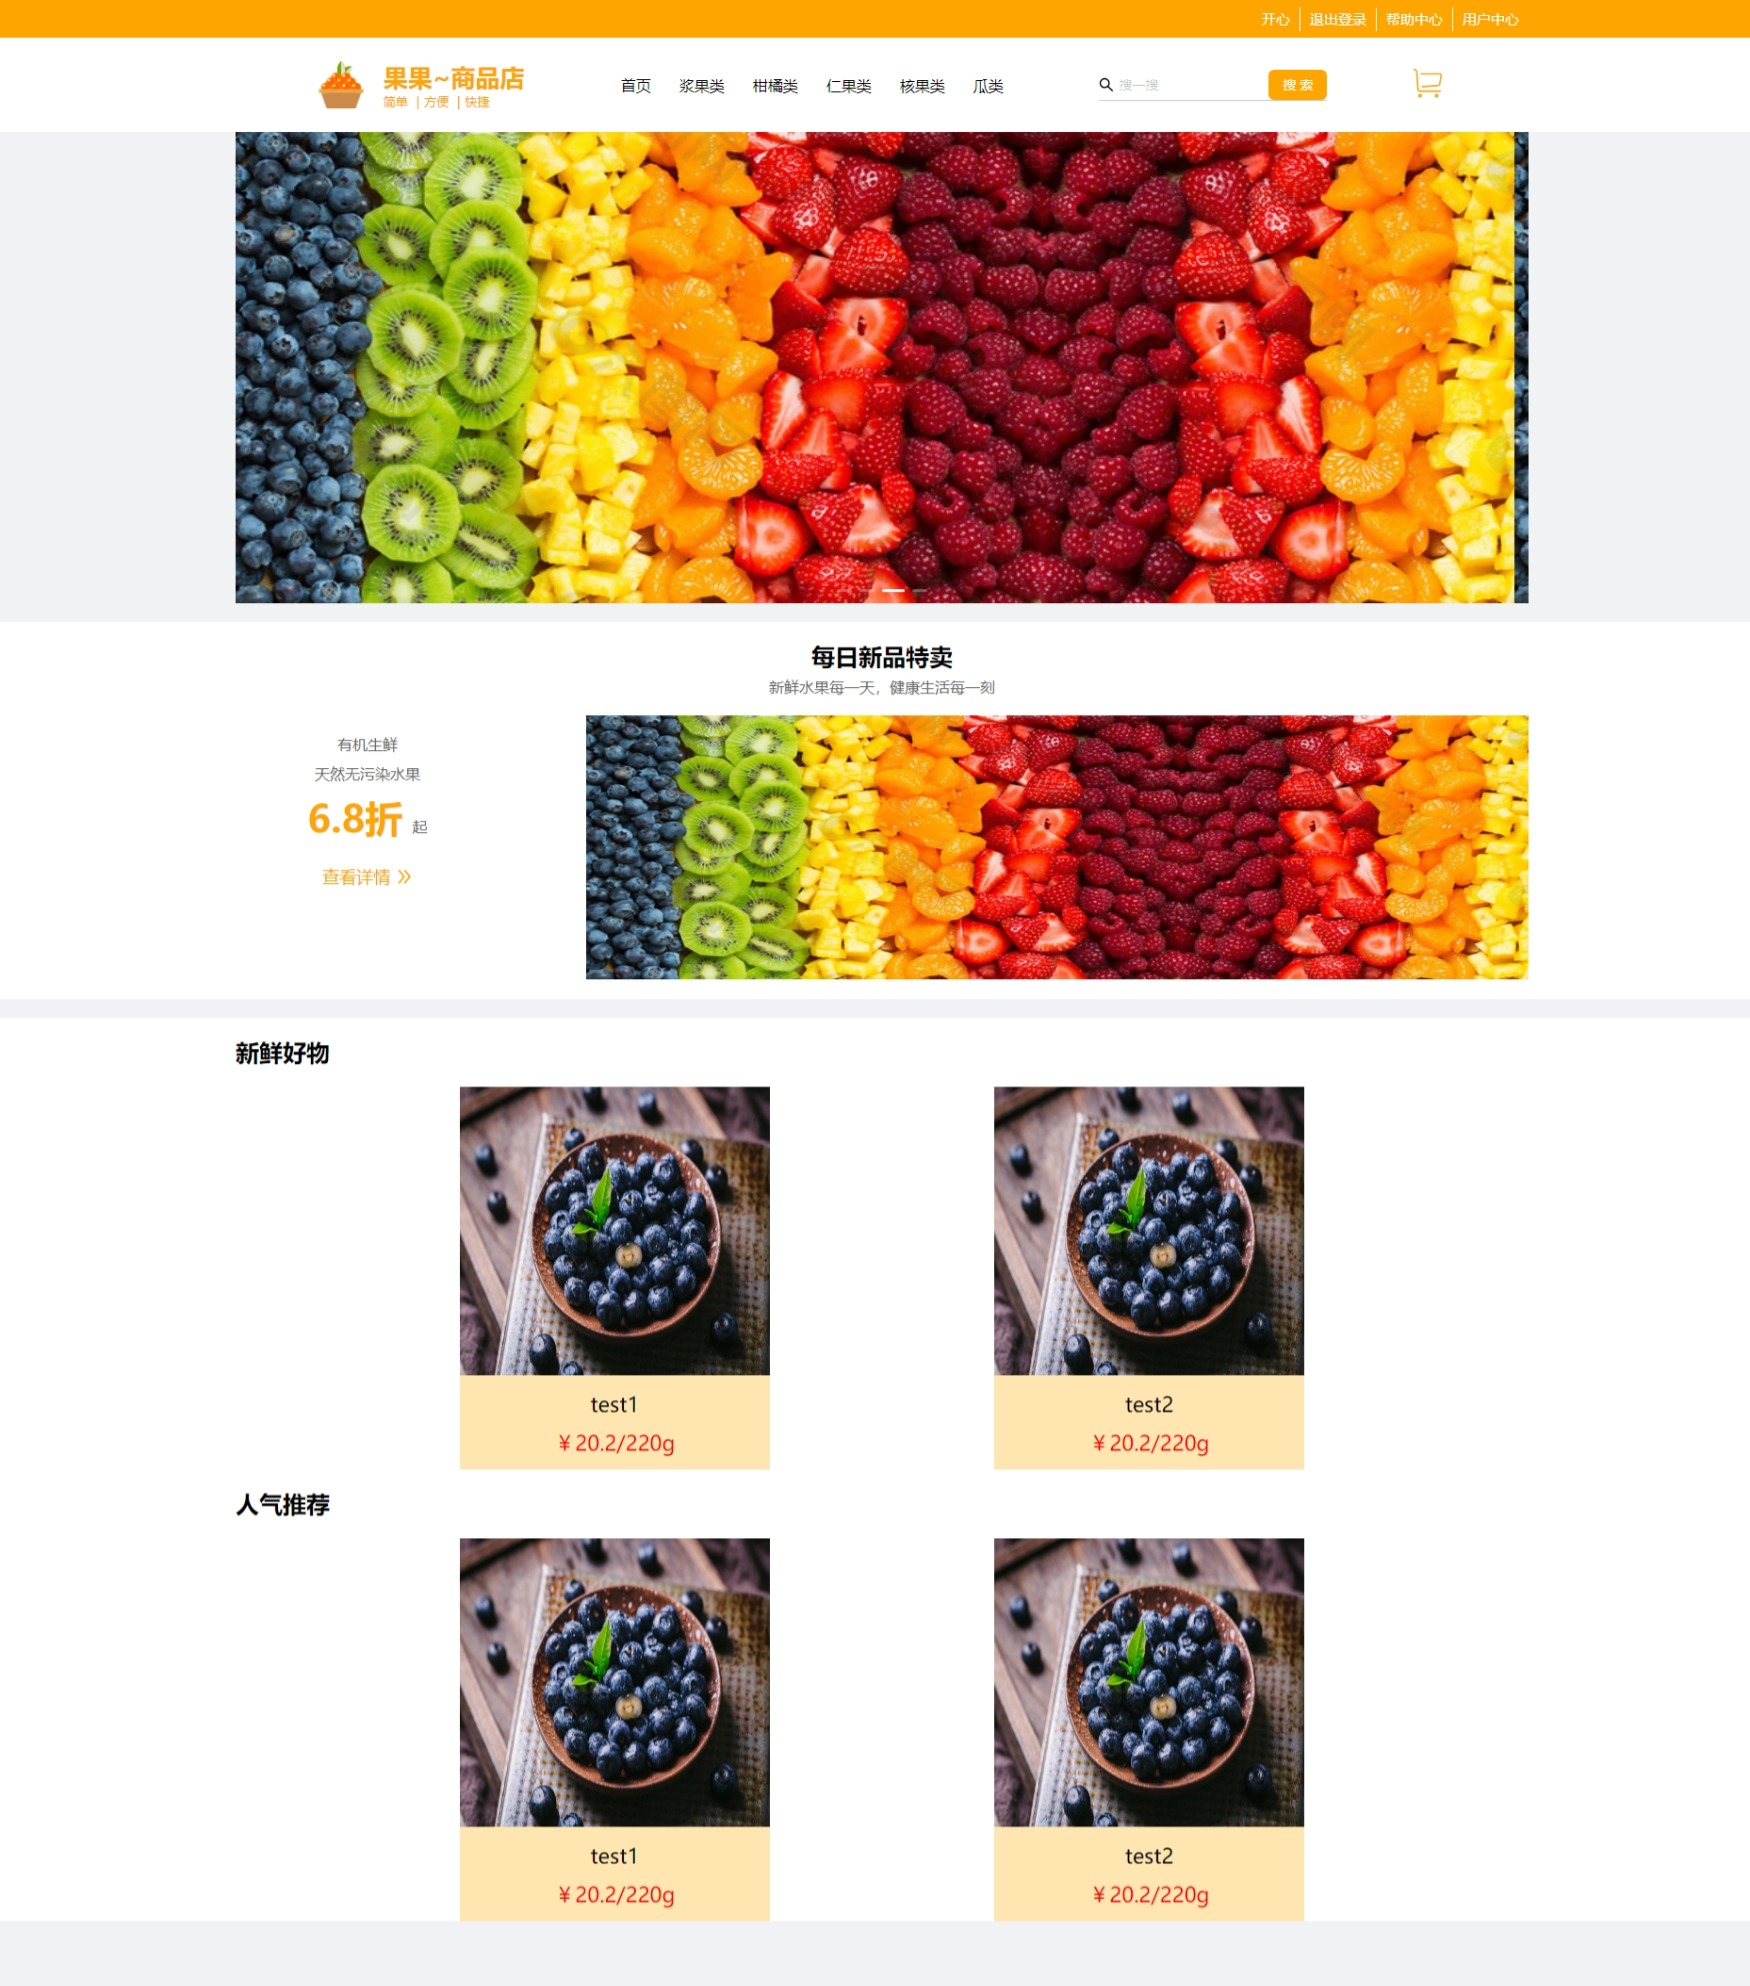 开心 退出登录 帮助中心 用户中心
果果~商品店
简单 | 方便 | 快捷
首页 浆果类 柑橘类 仁果类 核果类 瓜类
搜一搜
搜 索
每日新品特卖
新鲜水果每一天，健康生活每一刻
有机生鲜
天然无污染水果
6.8折 起
查看详情 »
新鲜好物
test1
¥ 20.2/220g
test2
¥ 20.2/220g
人气推荐
test1
¥ 20.2/220g
test2
¥ 20.2/220g